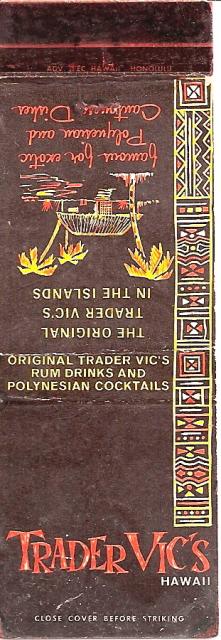 ADV. SPEC. HAWAII HONOLULU
famous for exotic
Polynesian and
Cantonese Dishes
THE ORIGINAL
TRADER VIC'S
IN THE ISLANDS
ORIGINAL TRADER VIC'S
RUM DRINKS AND
POLYNESIAN COCKTAILS
TRADER VIC'S
HAWAII
CLOSE COVER BEFORE STRIKING